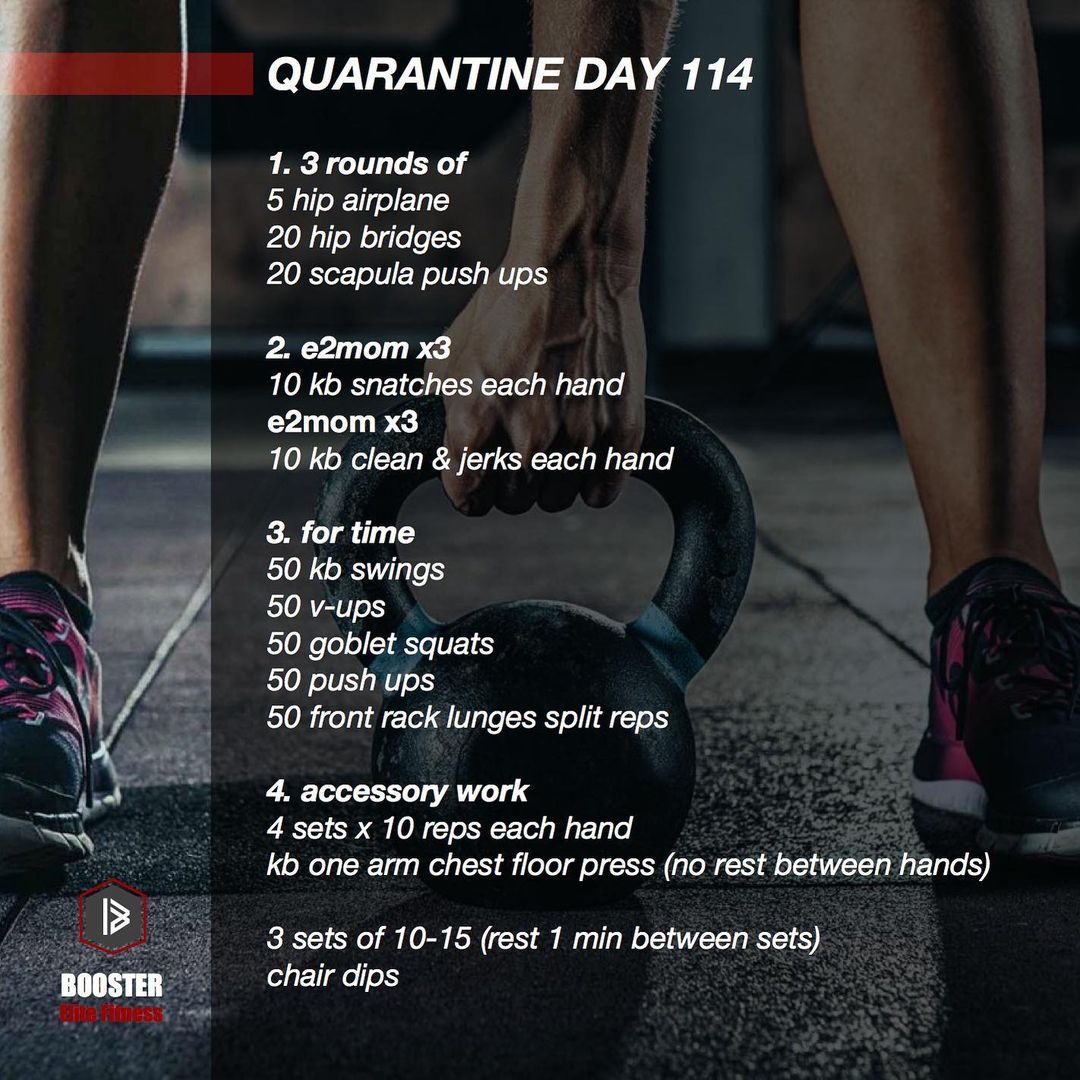 QUARANTINE DAY 114
1. 3 rounds of
5 hip airplane
20 hip bridges
20 scapula push ups
2. e2mom x3
10 kb snatches each hand
e2mom x3
10 kb clean & jerks each hand
3. for time
50 kb swings
50 v-ups
50 goblet squats
50 push ups
50 front rack lunges split reps
4. accessory work
4 sets x 10 reps each hand
kb one arm chest floor press (no rest between hands)
3 sets of 10-15 (rest 1 min between sets)
chair dips
BOOSTER
Elite Fitness